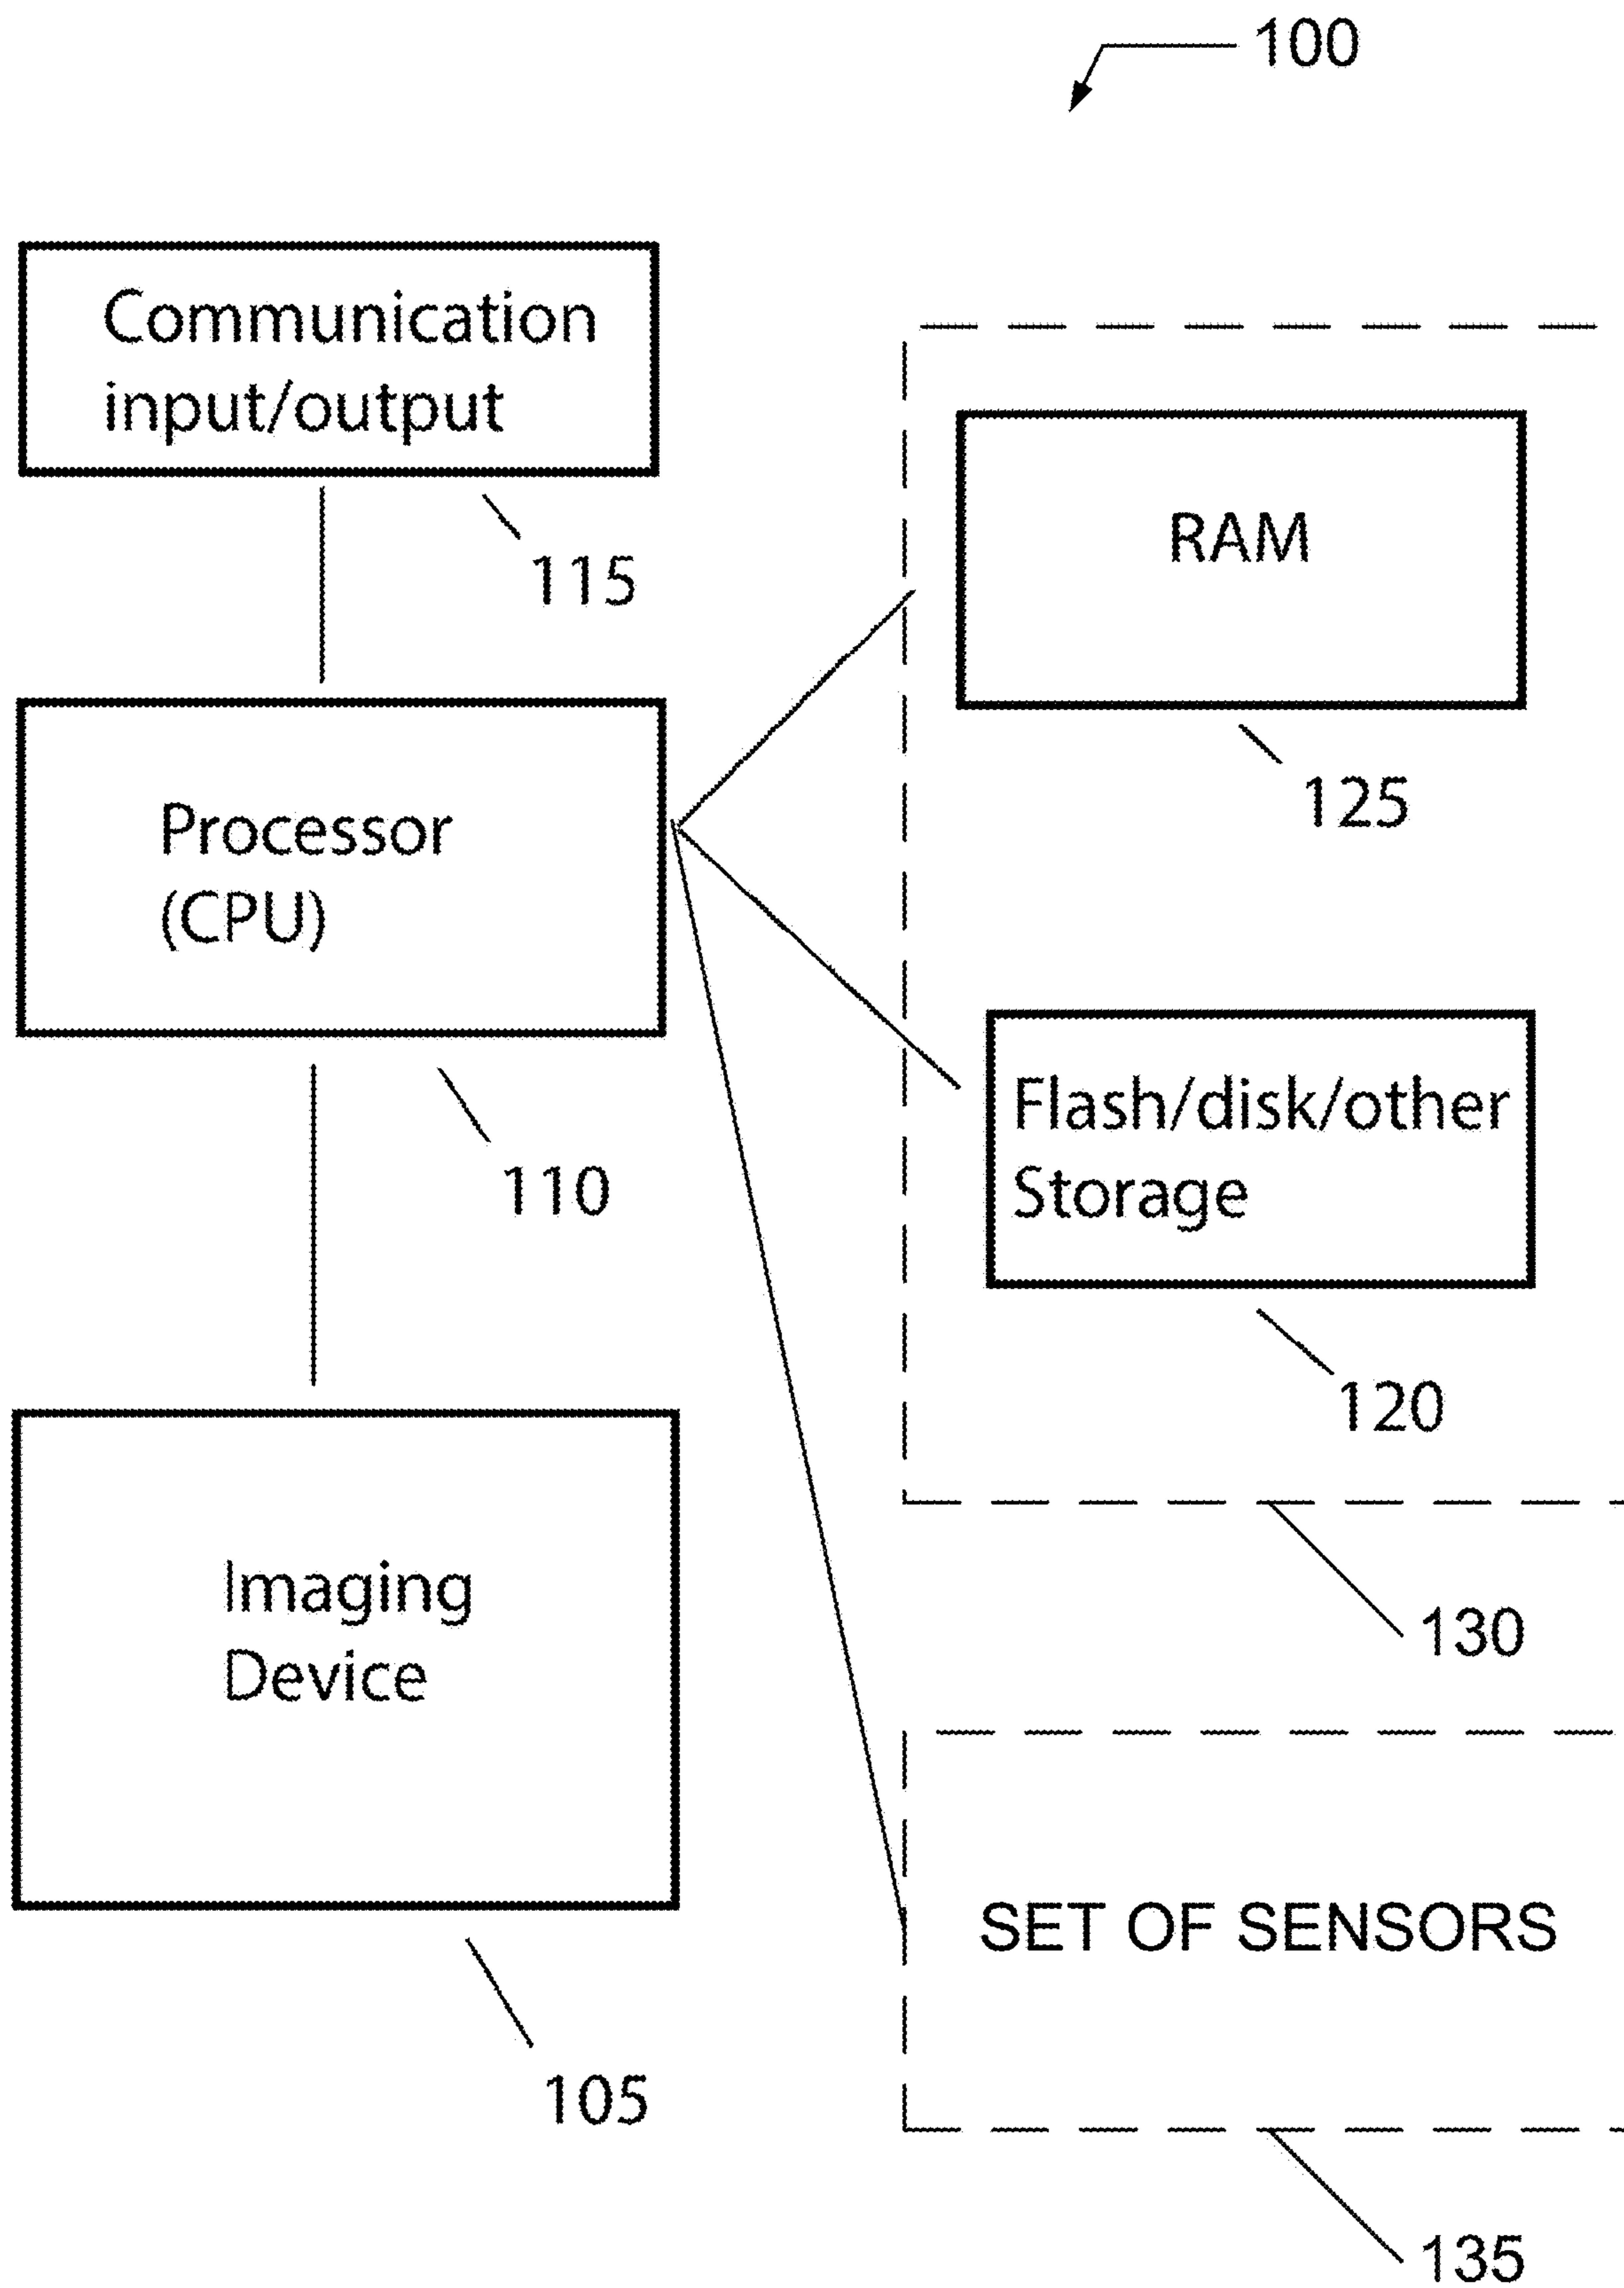 100
Communication
input/output
115
RAM
125
Processor
(CPU)
110
Flash/disk/other
Storage
120
Imaging
Device
105
130
SET OF SENSORS
135